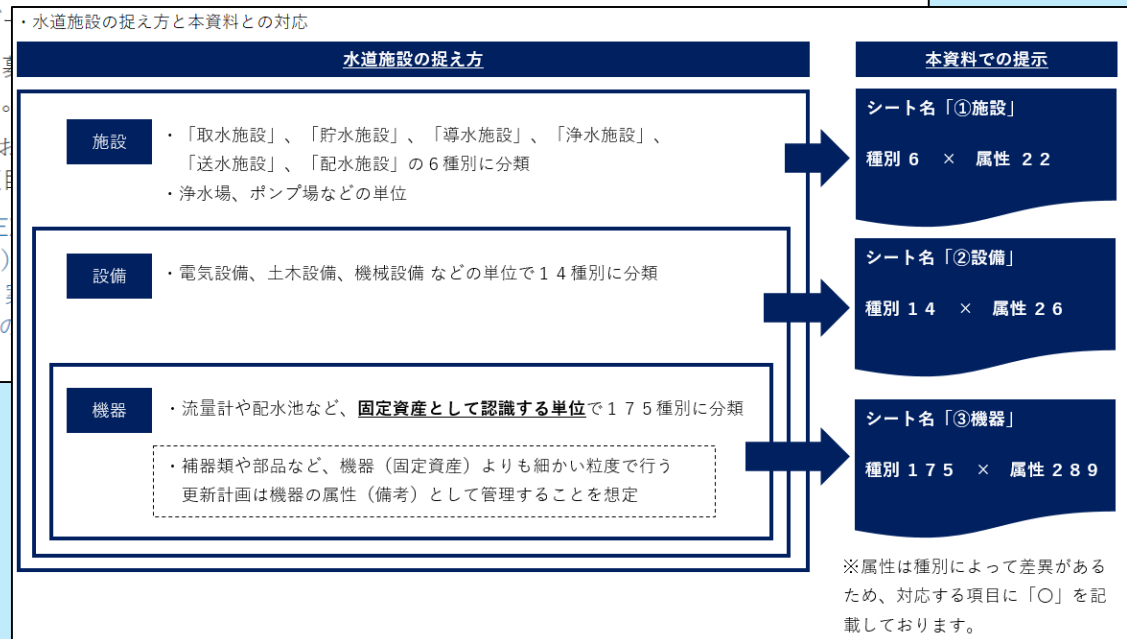 ・水道施設の捉え方と本資料との対応
水道施設の捉え方
本資料での提示
施設
・「取水施設」、「貯水施設」、「導水施設」、「浄水施設」、
「送水施設」、「配水施設」の６種別に分類
・浄水場、ポンプ場などの単位
シート名「①施設」
種別 6 × 属性 ２２
設備
・電気設備、土木設備、機械設備 などの単位で１４種別に分類
シート名「②設備」
種別 １４ × 属性 ２６
機器
・流量計や配水池など、固定資産として認識する単位で１７５種別に分類
・補器類や部品など、機器（固定資産）よりも細かい粒度で行う
更新計画は機器の属性（備考）として管理することを想定
シート名「③機器」
種別 １７５ × 属性 ２８９
※属性は種別によって差異がある
ため、対応する項目に「〇」を記
載しております。